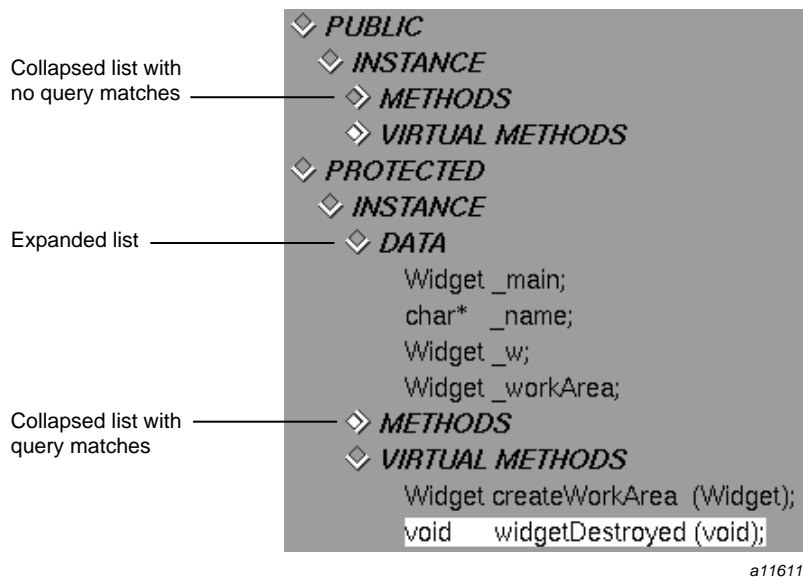 PUBLIC
INSTANCE
Collapsed list with
no query matches
METHODS
VIRTUAL METHODS
PROTECTED
INSTANCE
Expanded list
DATA
Widget _main;
char* _name;
Widget _w;
Widget _workArea;
Collapsed list with
query matches
METHODS
VIRTUAL METHODS
Widget createWorkArea (Widget);
void widgetDestroyed (void);
a11611